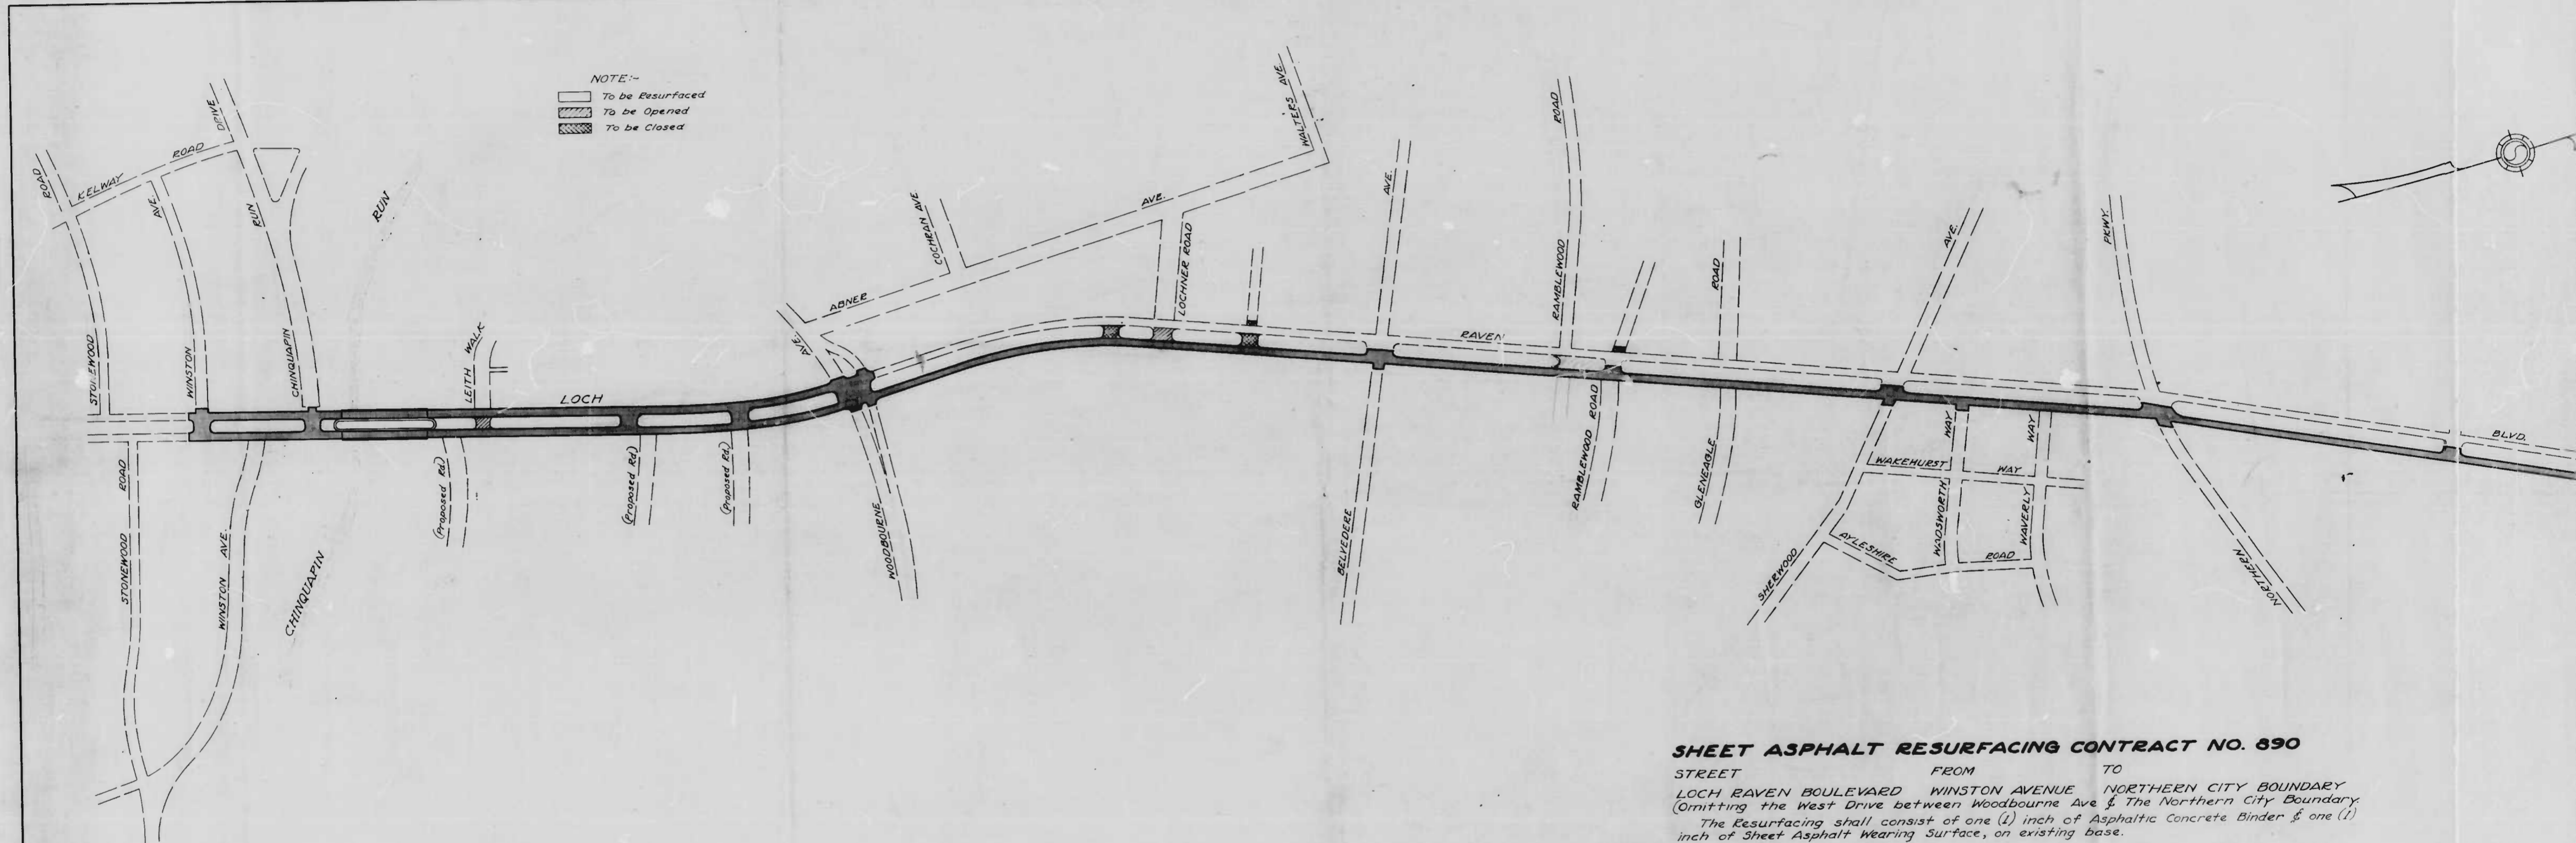 NOTE:-
To be Resurfaced
To be Opened
To be Closed
ROAD
KELWAY
ROAD
DRIVE
AVE.
RUN
RUN
STONEWOOD
WINSTON
CHINQUAPIN
LEITH WALK
LOCH
AVE.
ABNER
COCHRAN AVE
AVE.
LOCHNER ROAD
WALTERS AVE.
AVE.
RAVEN
ROAD
RAMBLEWOOD
ROAD
AVE.
PKWY.
BLVD.
STONEWOOD ROAD
WINSTON AVE.
CHINQUAPIN
(Proposed Rd.)
(Proposed Rd.)
(Proposed Rd.)
WOODBOURNE
BELVEDERE
RAMBLEWOOD ROAD
GLENEAGLE
SHERWOOD
WAKEHURST WAY
WADSWORTH WAY
WAVERLY WAY
AYLESHIRE ROAD
NORTHERN
SHEET ASPHALT RESURFACING CONTRACT NO. 890
STREET FROM TO
LOCH RAVEN BOULEVARD WINSTON AVENUE NORTHERN CITY BOUNDARY
(Omitting the West Drive between Woodbourne Ave & The Northern City Boundary.
The Resurfacing shall consist of one (1) inch of Asphaltic Concrete Binder & one (1)
inch of Sheet Asphalt Wearing Surface, on existing base.